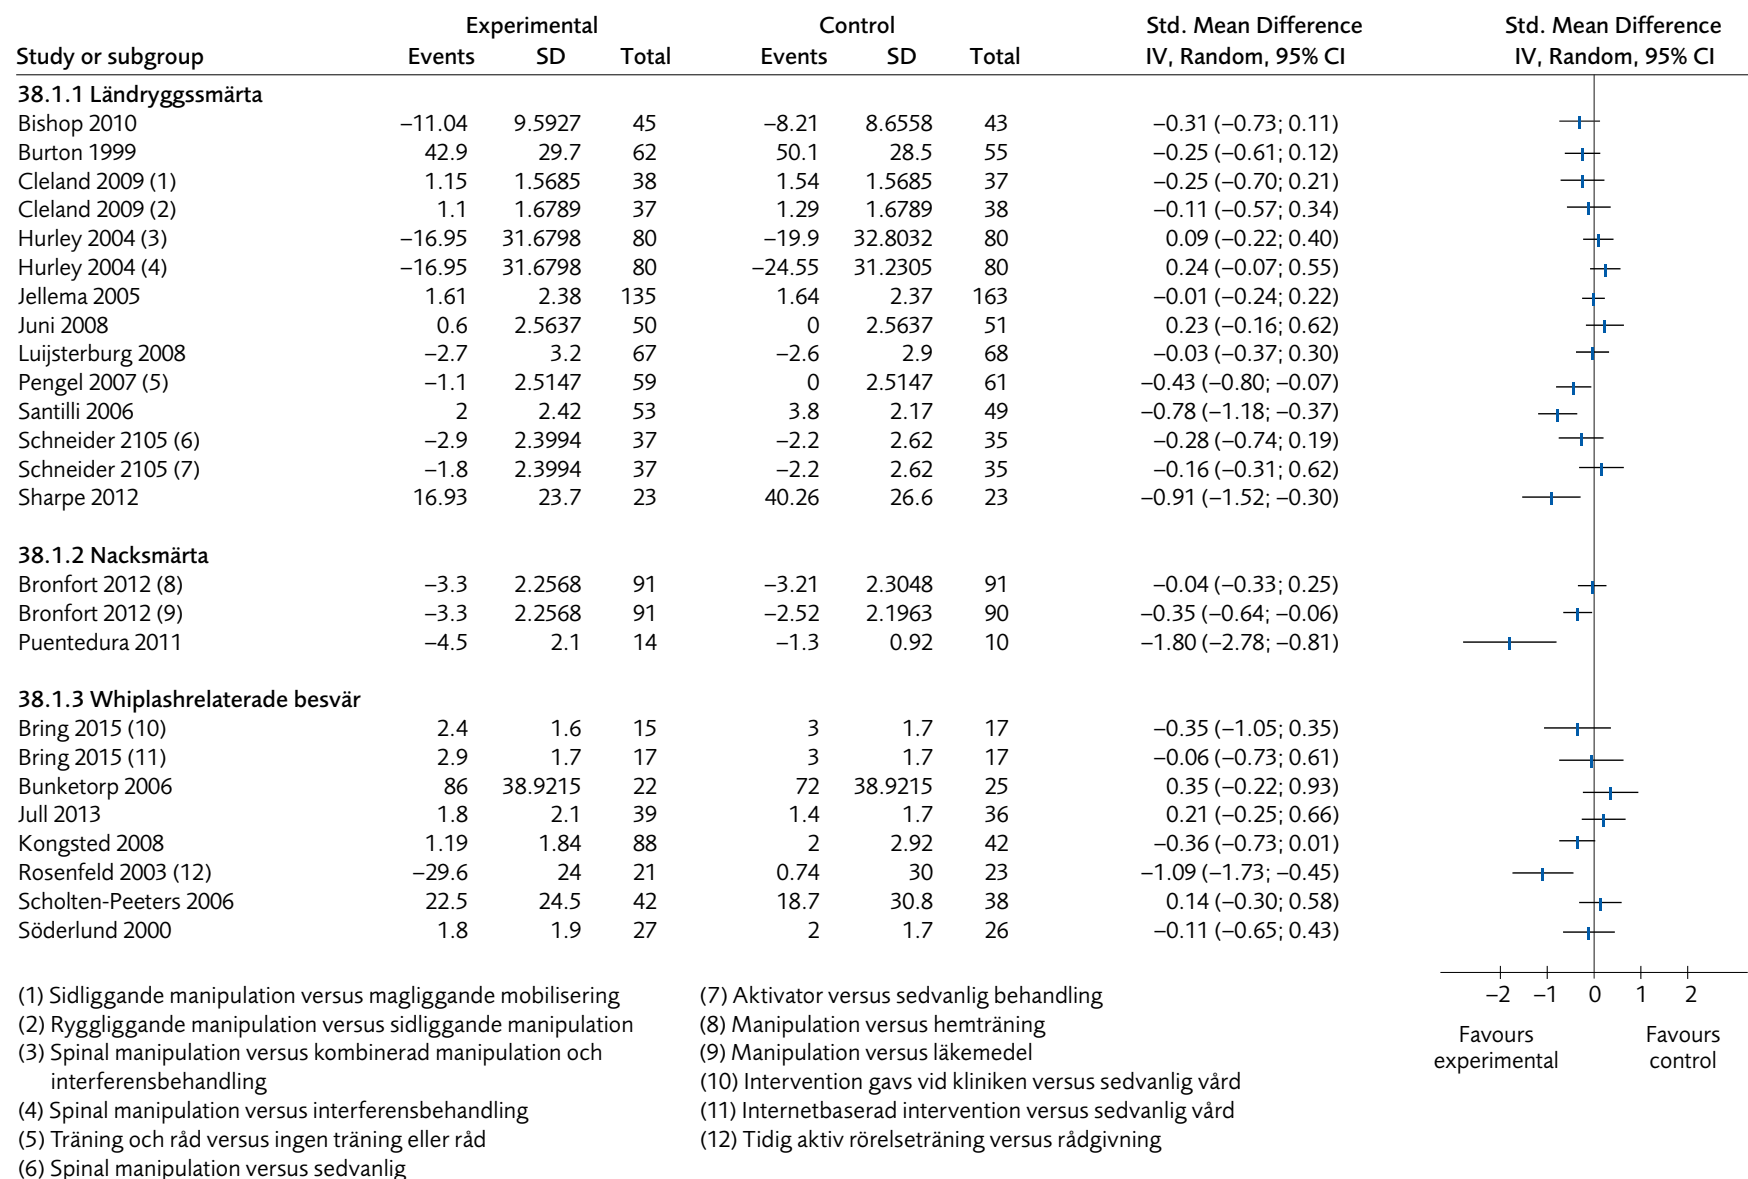 Experimental Control Std. Mean Difference Std. Mean Difference
Study or subgroup Events SD Total Events SD Total IV, Random, 95% CI IV, Random, 95% CI
38.1.1 Ländryggssmärta
Bishop 2010 –11.04 9.5927 45 –8.21 8.6558 43 –0.31 (–0.73; 0.11)
Burton 1999 42.9 29.7 62 50.1 28.5 55 –0.25 (–0.61; 0.12)
Cleland 2009 (1) 1.15 1.5685 38 1.54 1.5685 37 –0.25 (–0.70; 0.21)
Cleland 2009 (2) 1.1 1.6789 37 1.29 1.6789 38 –0.11 (–0.57; 0.34)
Hurley 2004 (3) –16.95 31.6798 80 –19.9 32.8032 80 0.09 (–0.22; 0.40)
Hurley 2004 (4) –16.95 31.6798 80 –24.55 31.2305 80 0.24 (–0.07; 0.55)
Jellema 2005 1.61 2.38 135 1.64 2.37 163 –0.01 (–0.24; 0.22)
Juni 2008 0.6 2.5637 50 0 2.5637 51 0.23 (–0.16; 0.62)
Luijsterburg 2008 –2.7 3.2 67 –2.6 2.9 68 –0.03 (–0.37; 0.30)
Pengel 2007 (5) –1.1 2.5147 59 0 2.5147 61 –0.43 (–0.80; –0.07)
Santilli 2006 2 2.42 53 3.8 2.17 49 –0.78 (–1.18; –0.37)
Schneider 2105 (6) –2.9 2.3994 37 –2.2 2.62 35 –0.28 (–0.74; 0.19)
Schneider 2105 (7) –1.8 2.3994 37 –2.2 2.62 35 –0.16 (–0.31; 0.62)
Sharpe 2012 16.93 23.7 23 40.26 26.6 23 –0.91 (–1.52; –0.30)
38.1.2 Nacksmärta
Bronfort 2012 (8) –3.3 2.2568 91 –3.21 2.3048 91 –0.04 (–0.33; 0.25)
Bronfort 2012 (9) –3.3 2.2568 91 –2.52 2.1963 90 –0.35 (–0.64; –0.06)
Puentedura 2011 –4.5 2.1 14 –1.3 0.92 10 –1.80 (–2.78; –0.81)
38.1.3 Whiplashrelaterade besvär
Bring 2015 (10) 2.4 1.6 15 3 1.7 17 –0.35 (–1.05; 0.35)
Bring 2015 (11) 2.9 1.7 17 3 1.7 17 –0.06 (–0.73; 0.61)
Bunketorp 2006 86 38.9215 22 72 38.9215 25 0.35 (–0.22; 0.93)
Jull 2013 1.8 2.1 39 1.4 1.7 36 0.21 (–0.25; 0.66)
Kongsted 2008 1.19 1.84 88 2 2.92 42 –0.36 (–0.73; 0.01)
Rosenfeld 2003 (12) –29.6 24 21 0.74 30 23 –1.09 (–1.73; –0.45)
Scholten-Peeters 2006 22.5 24.5 42 18.7 30.8 38 0.14 (–0.30; 0.58)
Söderlund 2000 1.8 1.9 27 2 1.7 26 –0.11 (–0.65; 0.43)
–2 –1 0 1 2
Favours experimental
Favours control
(1) Sidliggande manipulation versus magliggande mobilisering
(2) Ryggliggande manipulation versus sidliggande manipulation
(3) Spinal manipulation versus kombinerad manipulation och
interferensbehandling
(4) Spinal manipulation versus interferensbehandling
(5) Träning och råd versus ingen träning eller råd
(6) Spinal manipulation versus sedvanlig
(7) Aktivator versus sedvanlig behandling
(8) Manipulation versus hemträning
(9) Manipulation versus läkemedel
(10) Intervention gavs vid kliniken versus sedvanlig vård
(11) Internetbaserad intervention versus sedvanlig vård
(12) Tidig aktiv rörelseträning versus rådgivning